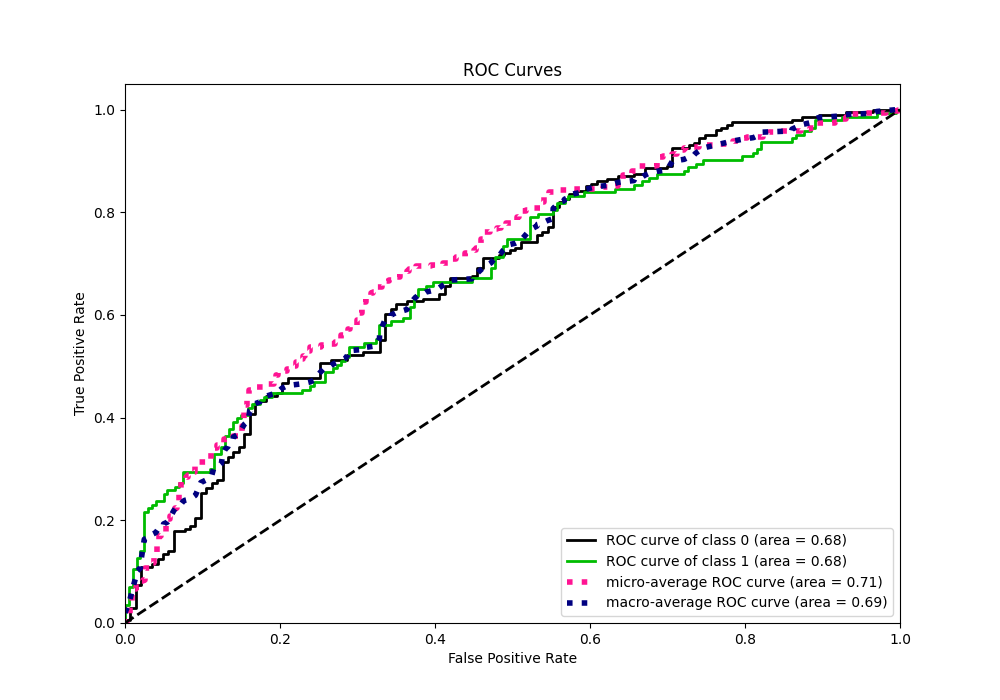 ROC Curves
True Positive Rate
1.0
0.8
0.6
0.4
0.2
0.0
ROC curve of class 0 (area = 0.68)
ROC curve of class 1 (area = 0.68)
micro-average ROC curve (area = 0.71)
macro-average ROC curve (area = 0.69)
0.0 0.2 0.4 0.6 0.8 1.0
False Positive Rate